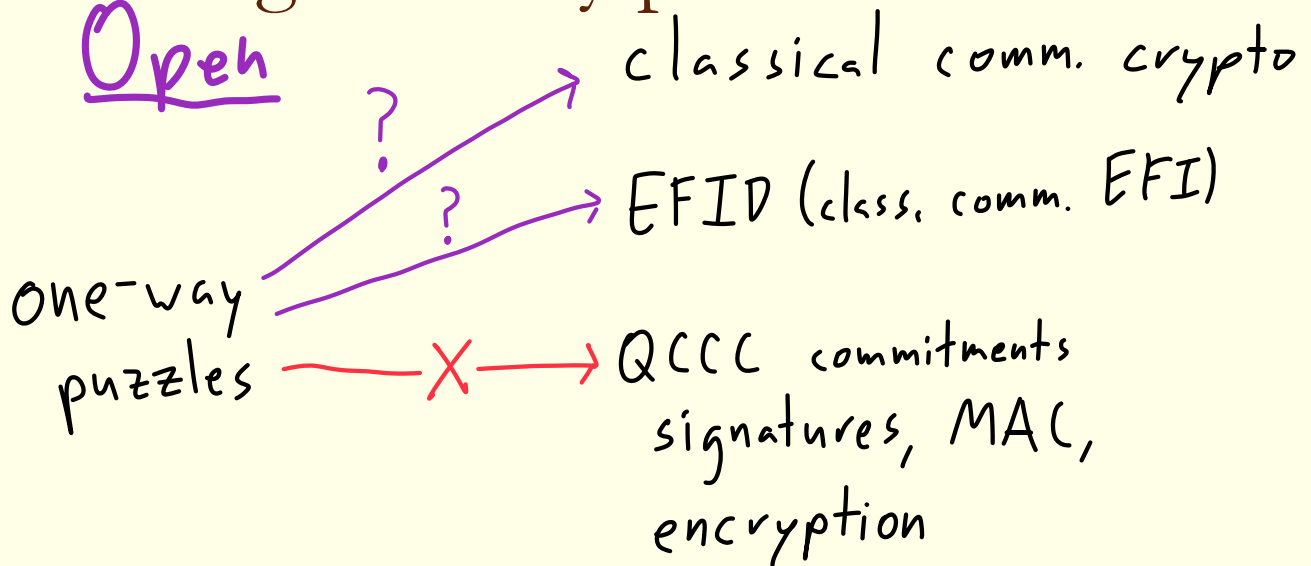 Open
classical comm. crypto
?
?
EFID (class. comm. EFI)
one-way
puzzles
X
QCCC commitments
signatures, MAC,
encryption